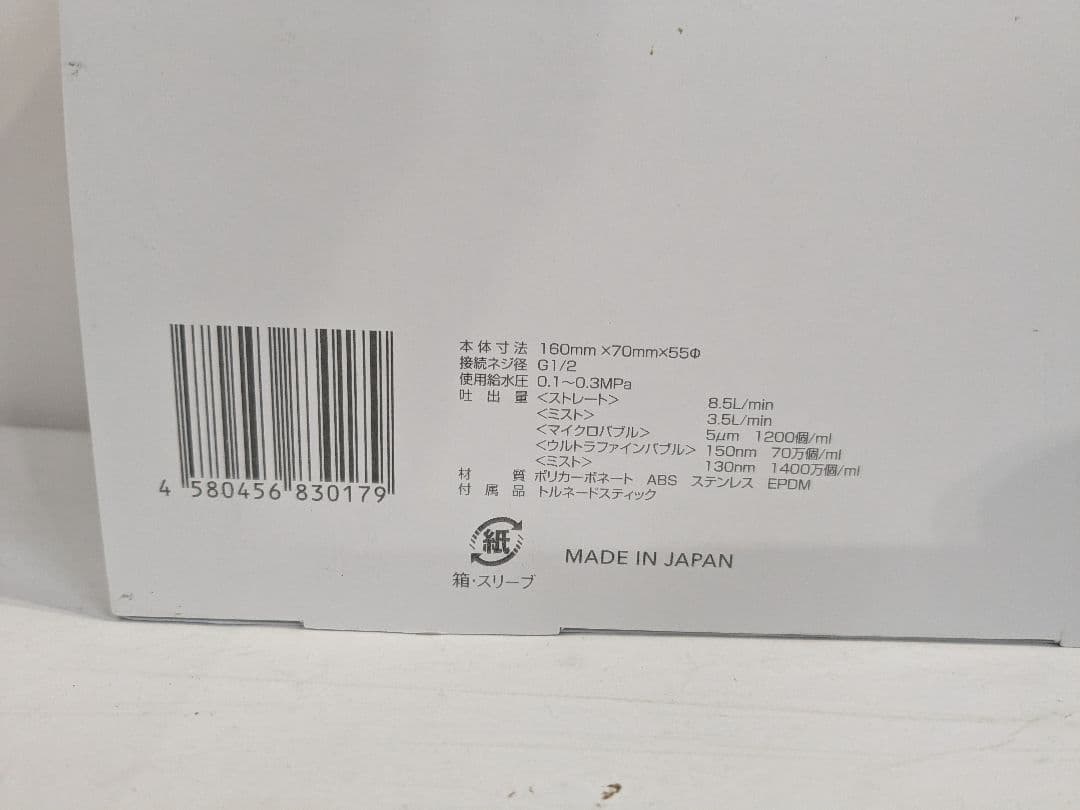 本体寸法 160mm×70mm×55Φ
接続ネジ径 G1/2
使用給水圧 0.1～0.3MPa
吐出量 <ストレート> 8.5L/min
<ミスト> 3.5L/min
<マイクロバブル> 5μm 1200個/ml
<ウルトラファインバブル> 150nm 70万個/ml
<ミスト> 130nm 1400万個/ml
材質 ポリカーボネート ABS ステンレス EPDM
付属品 トルネードスティック
4 580456 830179
紙
箱・スリーブ
MADE IN JAPAN